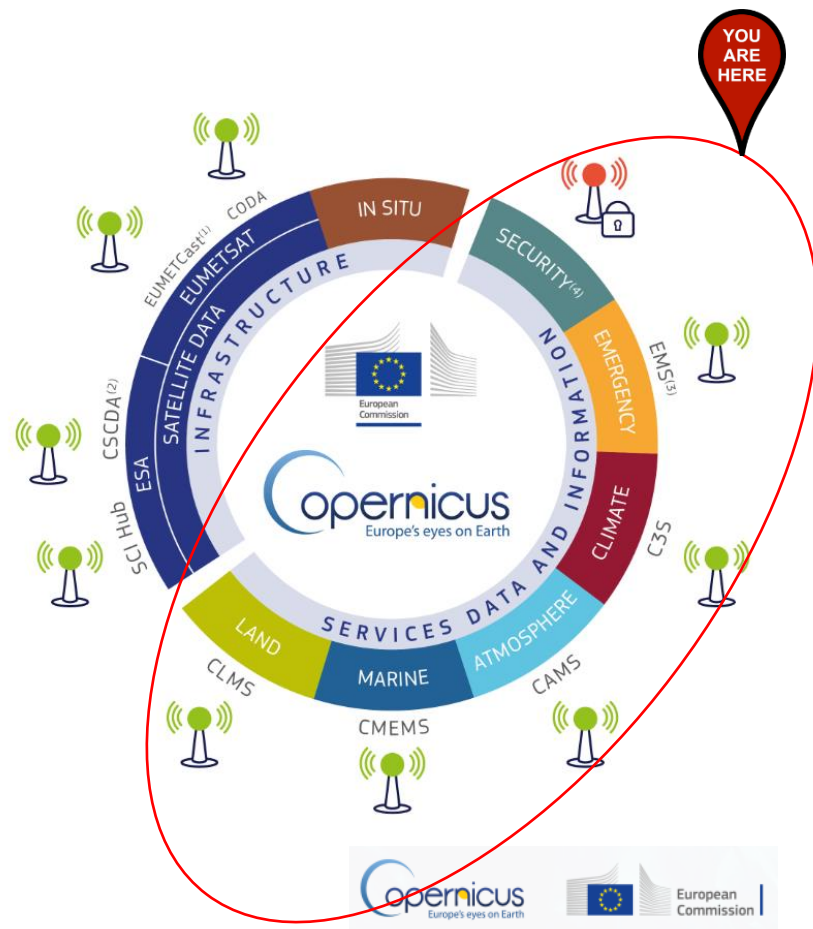 YOU
ARE
HERE
IN SITU
CODA
EUMETCast(1)
EUMETSAT
SATELLITE DATA
INFRASTRUCTURE
CSCDA(2)
ESA
SCI Hub
SECURITY(4)
EMERGENCY
EMS(3)
CLIMATE
C3S
ATMOSPHERE
CAMS
MARINE
CMEMS
LAND
CLMS
SERVICES DATA AND INFORMATION
European
Commission
Copernicus
Europe's eyes on Earth
Copernicus
Europe's eyes on Earth
European
Commission